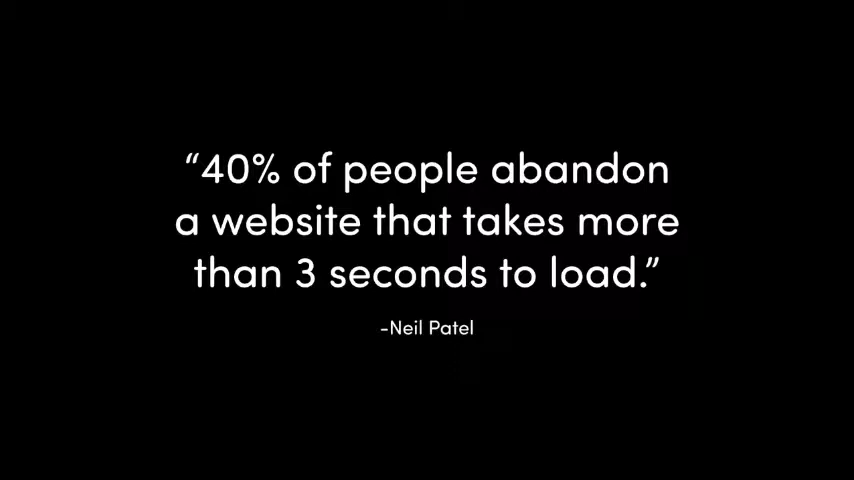 “40% of people abandon
a website that takes more
than 3 seconds to load.”
-Neil Patel